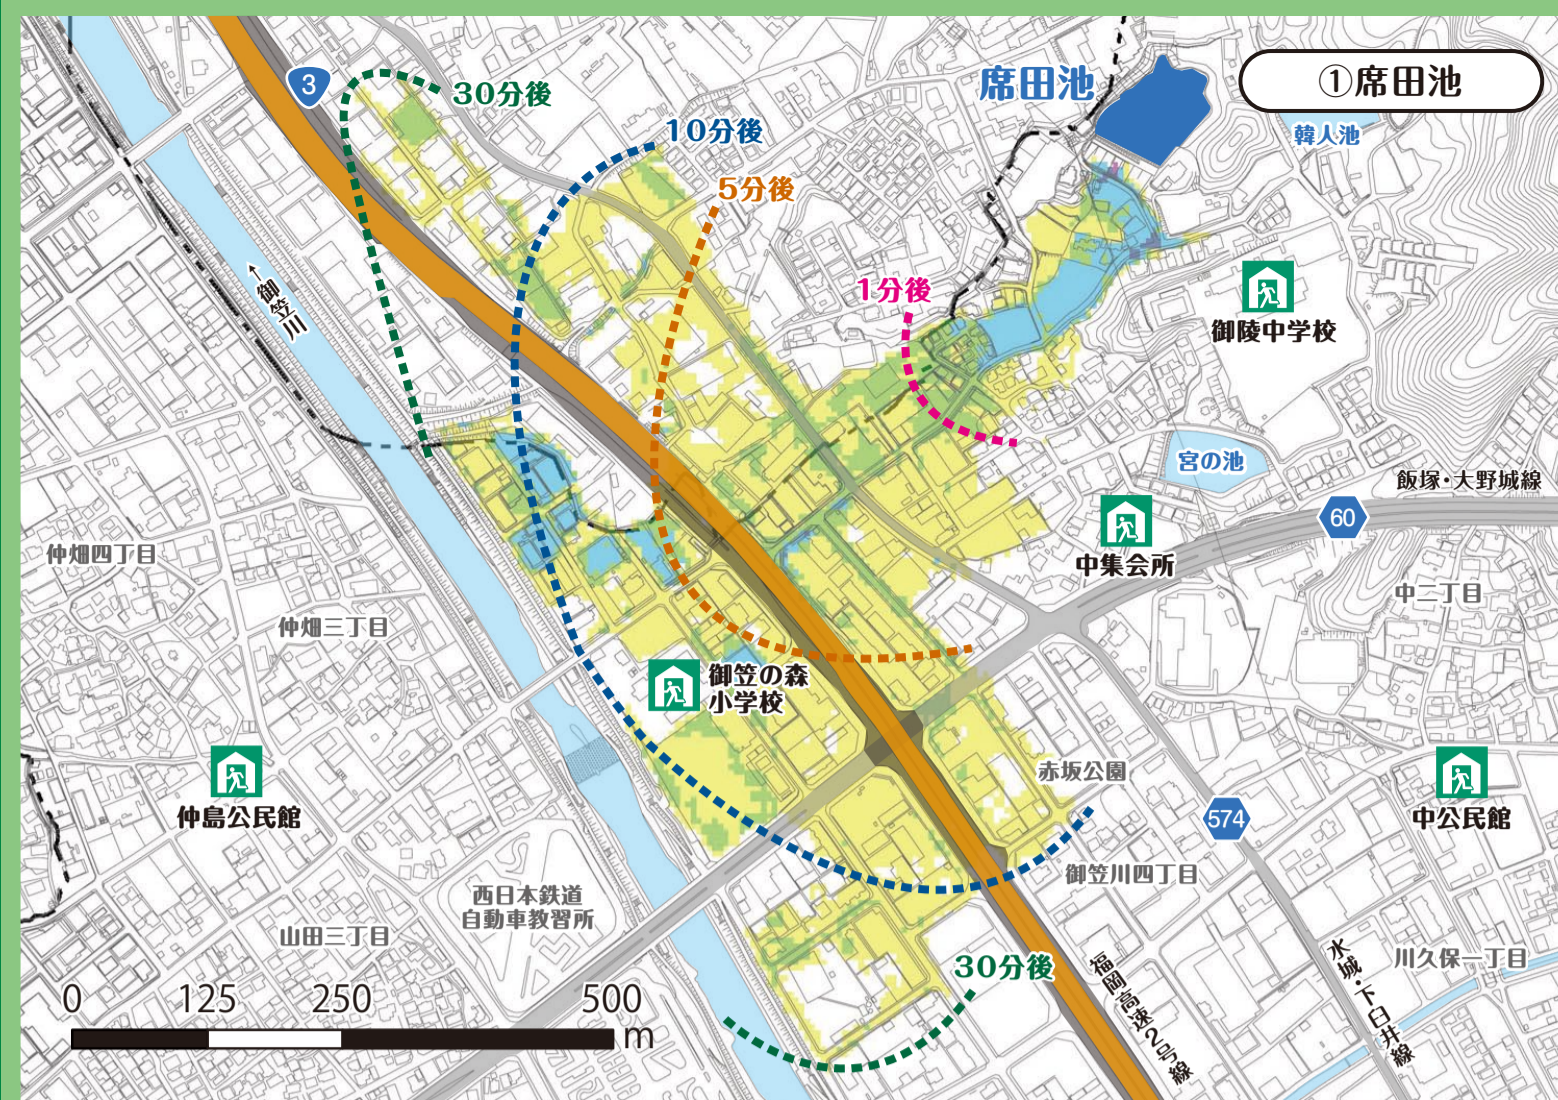 ①席田池
席田池
韓人池
3
30分後
10分後
5分後
1分後
御陵中学校
↑御笠川
宮の池
飯塚・大野城線
60
中集会所
中二丁目
仲畑四丁目
仲畑三丁目
御笠の森
小学校
赤坂公園
仲島公民館
574
中公民館
御笠川四丁目
西日本鉄道
自動車教習所
山田三丁目
30分後
福岡高速2号線
水城・下臼井線
川久保一丁目
0 125 250 500
m